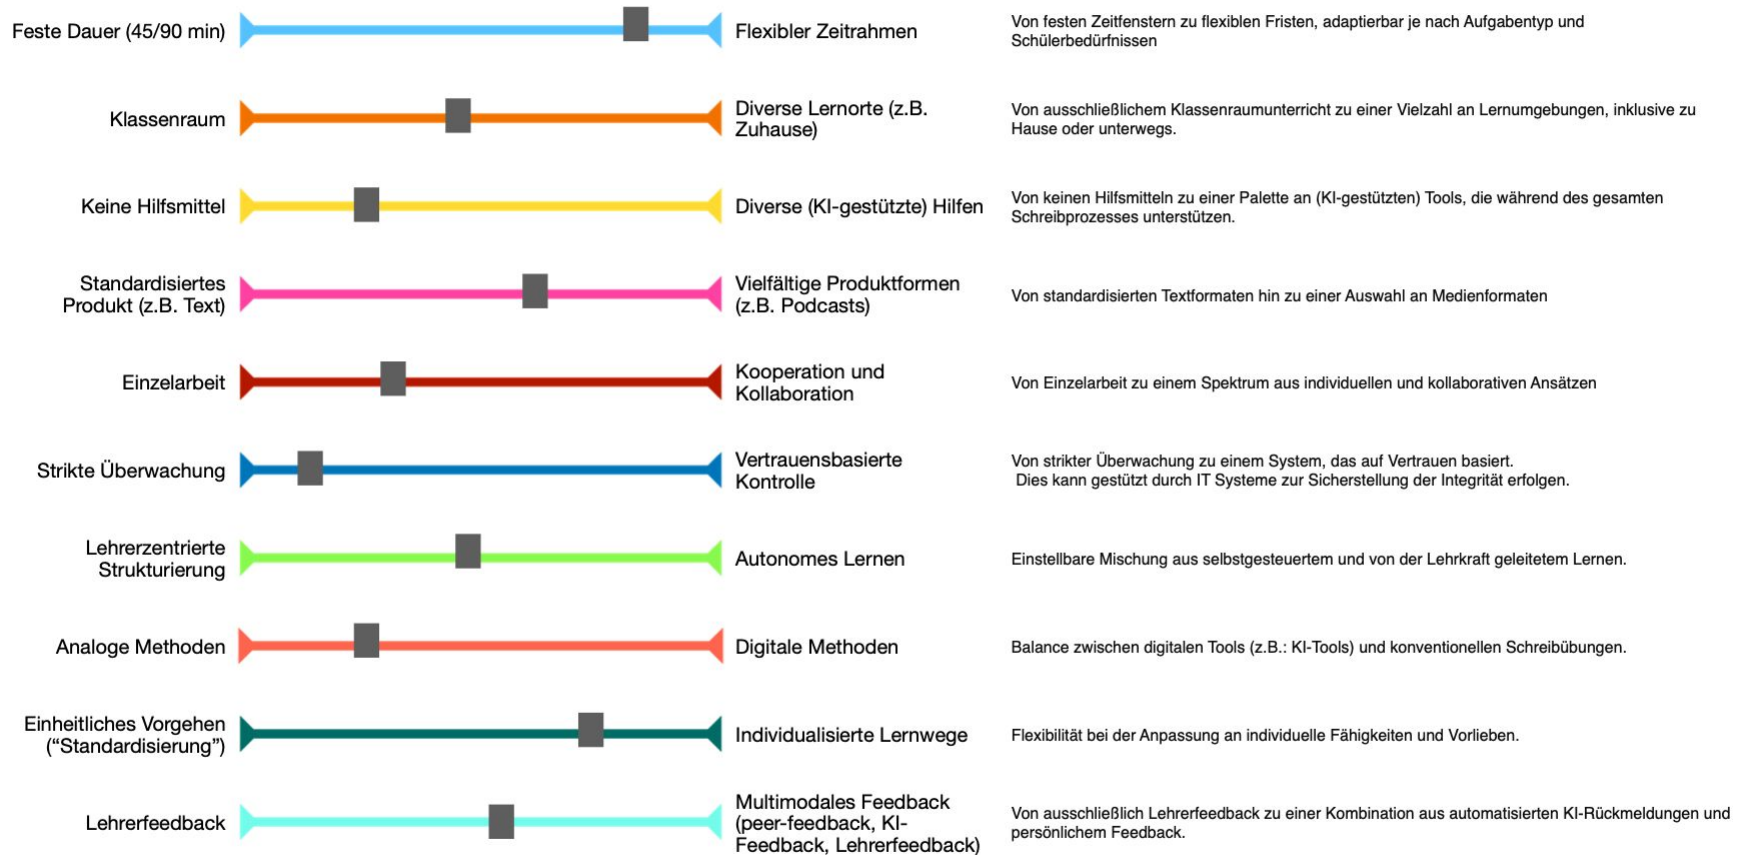 Feste Dauer (45/90 min)
Flexibler Zeitrahmen
Von festen Zeitfenstern zu flexiblen Fristen, adaptierbar je nach Aufgabentyp und
Schülerbedürfnissen
Klassenraum
Diverse Lernorte (z.B.
Zuhause)
Von ausschließlichem Klassenraumunterricht zu einer Vielzahl an Lernumgebungen, inklusive zu
Hause oder unterwegs.
Keine Hilfsmittel
Diverse (KI-gestützte) Hilfen
Von keinen Hilfsmitteln zu einer Palette an (KI-gestützten) Tools, die während des gesamten
Schreibprozesses unterstützen.
Standardisiertes
Produkt (z.B. Text)
Vielfältige Produktformen
(z.B. Podcasts)
Von standardisierten Textformaten hin zu einer Auswahl an Medienformaten
Einzelarbeit
Kooperation und
Kollaboration
Von Einzelarbeit zu einem Spektrum aus individuellen und kollaborativen Ansätzen
Strikte Überwachung
Vertrauensbasierte
Kontrolle
Von strikter Überwachung zu einem System, das auf Vertrauen basiert.
Dies kann gestützt durch IT Systeme zur Sicherstellung der Integrität erfolgen.
Lehrerzentrierte
Strukturierung
Autonomes Lernen
Einstellbare Mischung aus selbstgesteuertem und von der Lehrkraft geleitetem Lernen.
Analoge Methoden
Digitale Methoden
Balance zwischen digitalen Tools (z.B.: KI-Tools) und konventionellen Schreibübungen.
Einheitliches Vorgehen
(“Standardisierung”)
Individualisierte Lernwege
Flexibilität bei der Anpassung an individuelle Fähigkeiten und Vorlieben.
Lehrerfeedback
Multimodales Feedback
(peer-feedback, KI-
Feedback, Lehrerfeedback)
Von ausschließlich Lehrerfeedback zu einer Kombination aus automatisierten KI-Rückmeldungen und
persönlichem Feedback.